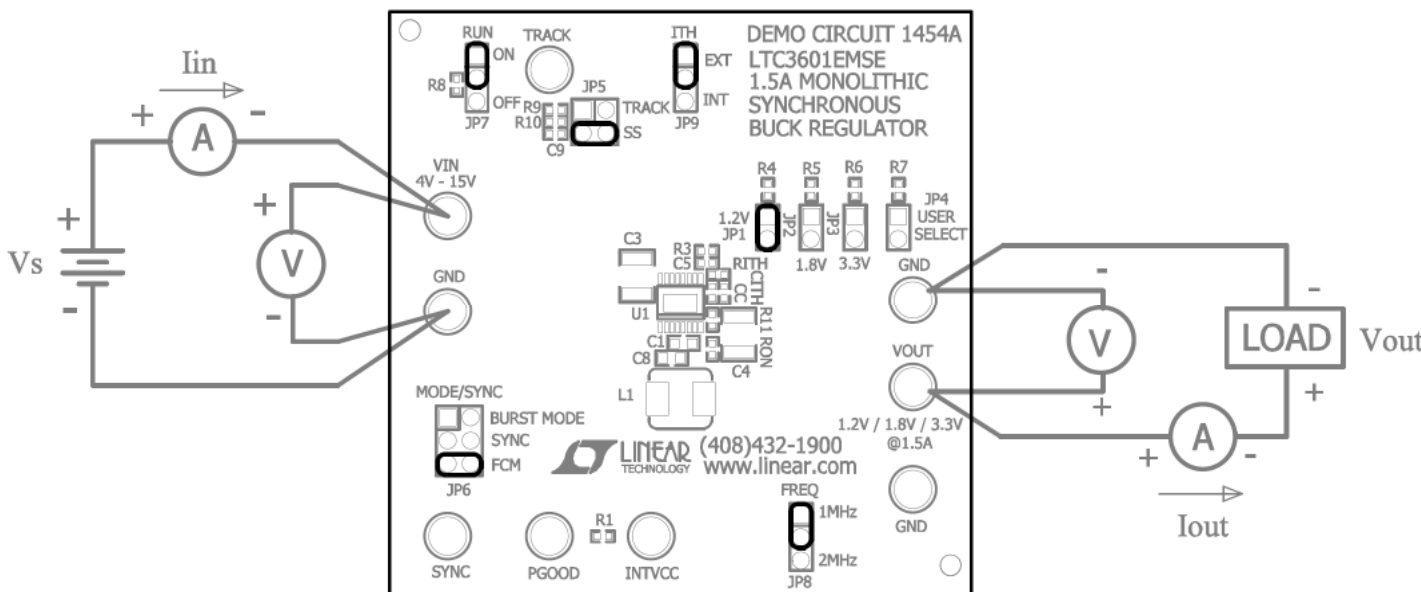 Iin
+
-
A
+
Vs
-
+
V
-
RUN
ON
R8
OFF
JP7
TRACK
JP5
R9
TRACK
R10
SS
C9
ITH
EXT
INT
JP9
DEMO CIRCUIT 1454A
LTC3601EMSE
1.5A MONOLITHIC
SYNCHRONOUS
BUCK REGULATOR
VIN
4V - 15V
GND
R4
R5
R6
R7
1.2V
JP1
JP2
JP3
JP4
USER
SELECT
1.8V
3.3V
C3
R3
C5
RITH
CITH
CC
U1
R11
RON
C1
C8
C4
L1
GND
VOUT
1.2V / 1.8V / 3.3V
@1.5A
GND
MODE/SYNC
BURST MODE
SYNC
FCM
JP6
LINEAR
TECHNOLOGY
(408)432-1900
www.linear.com
FREQ
1MHz
2MHz
JP8
SYNC
PGOOD
R1
INTVCC
-
V
+
-
LOAD
Vout
+
+
A
-
Iout